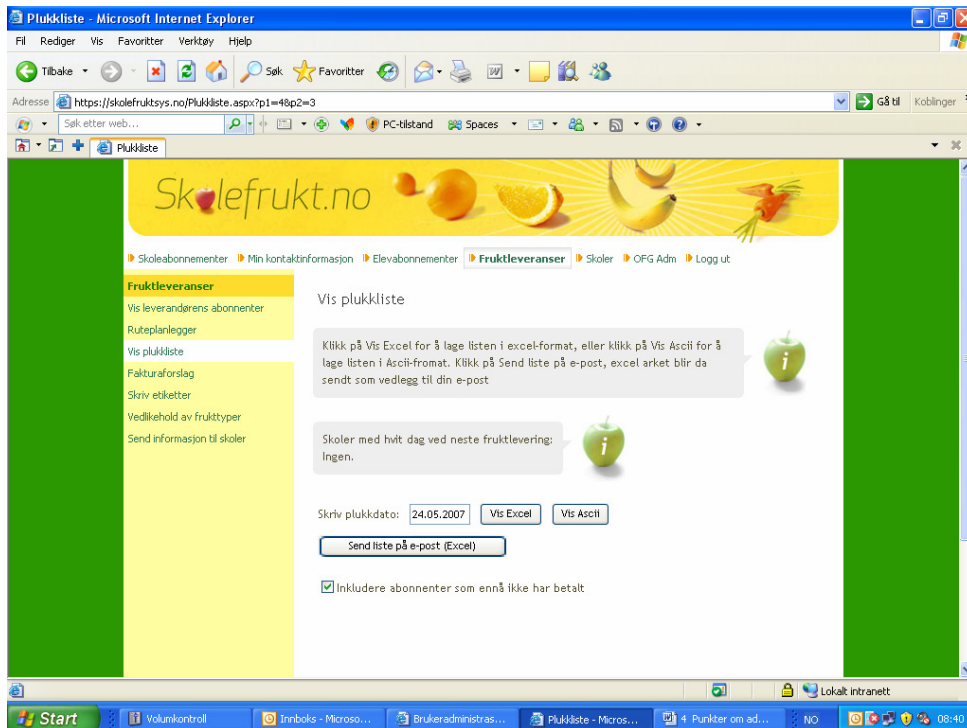 Plukkliste - Microsoft Internet Explorer
Fil Rediger Vis Favoritter Verktøy Hjelp
Tilbake Søk Favoritter
Adresse https://skolefruktsys.no/Plukkliste.aspx?p1=4&p2=3 Gå til Koblinger
Søk etter web... PC-tilstand Spaces
Plukkliste
Skolefrukt.no
Skoleabonnementer Min kontaktinformasjon Elevabonnementer Fruktleveranser Skoler OFG Adm Logg ut
Fruktleveranser
Vis leverandørens abonnenter
Ruteplanlegger
Vis plukkliste
Fakturaforslag
Skriv etiketter
Vedlikehold av frukttyper
Send informasjon til skoler
Vis plukkliste
Klikk på Vis Excel for å lage listen i excel-format, eller klikk på Vis Ascii for å
lage listen i Ascii-fromat. Klikk på Send liste på e-post, excel arket blir da
sendt som vedlegg til din e-post
i
Skoler med hvit dag ved neste fruktlevering:
Ingen.
i
Skriv plukkdato: 24.05.2007 Vis Excel Vis Ascii
Send liste på e-post (Excel)
Inkludere abonnenter som ennå ikke har betalt
Lokalt intranett
Start Volumkontroll Innboks - Microso... Brukeradministras... Plukkliste - Micros... 4 Punkter om ad... NO 08:40